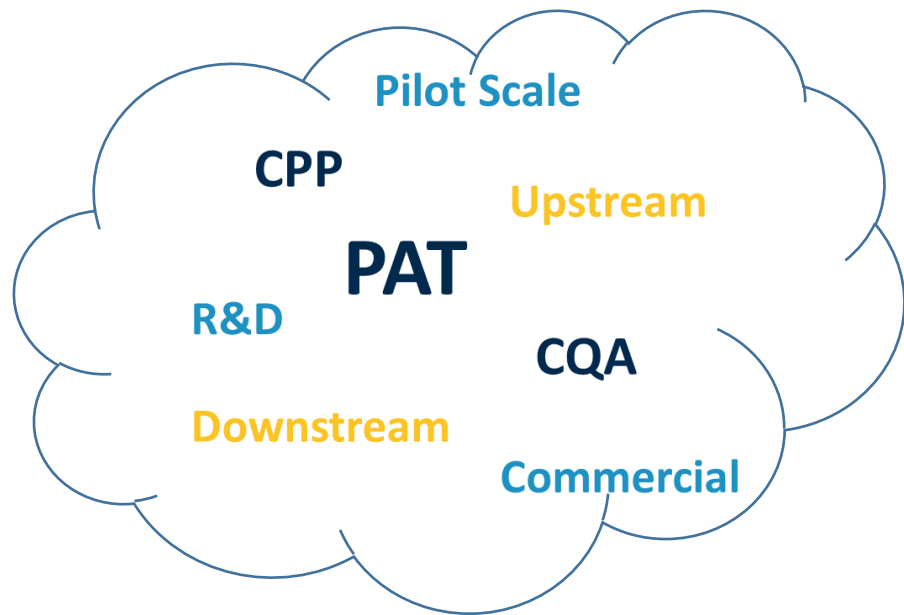 Pilot Scale
CPP
Upstream
PAT
R&D
CQA
Downstream
Commercial